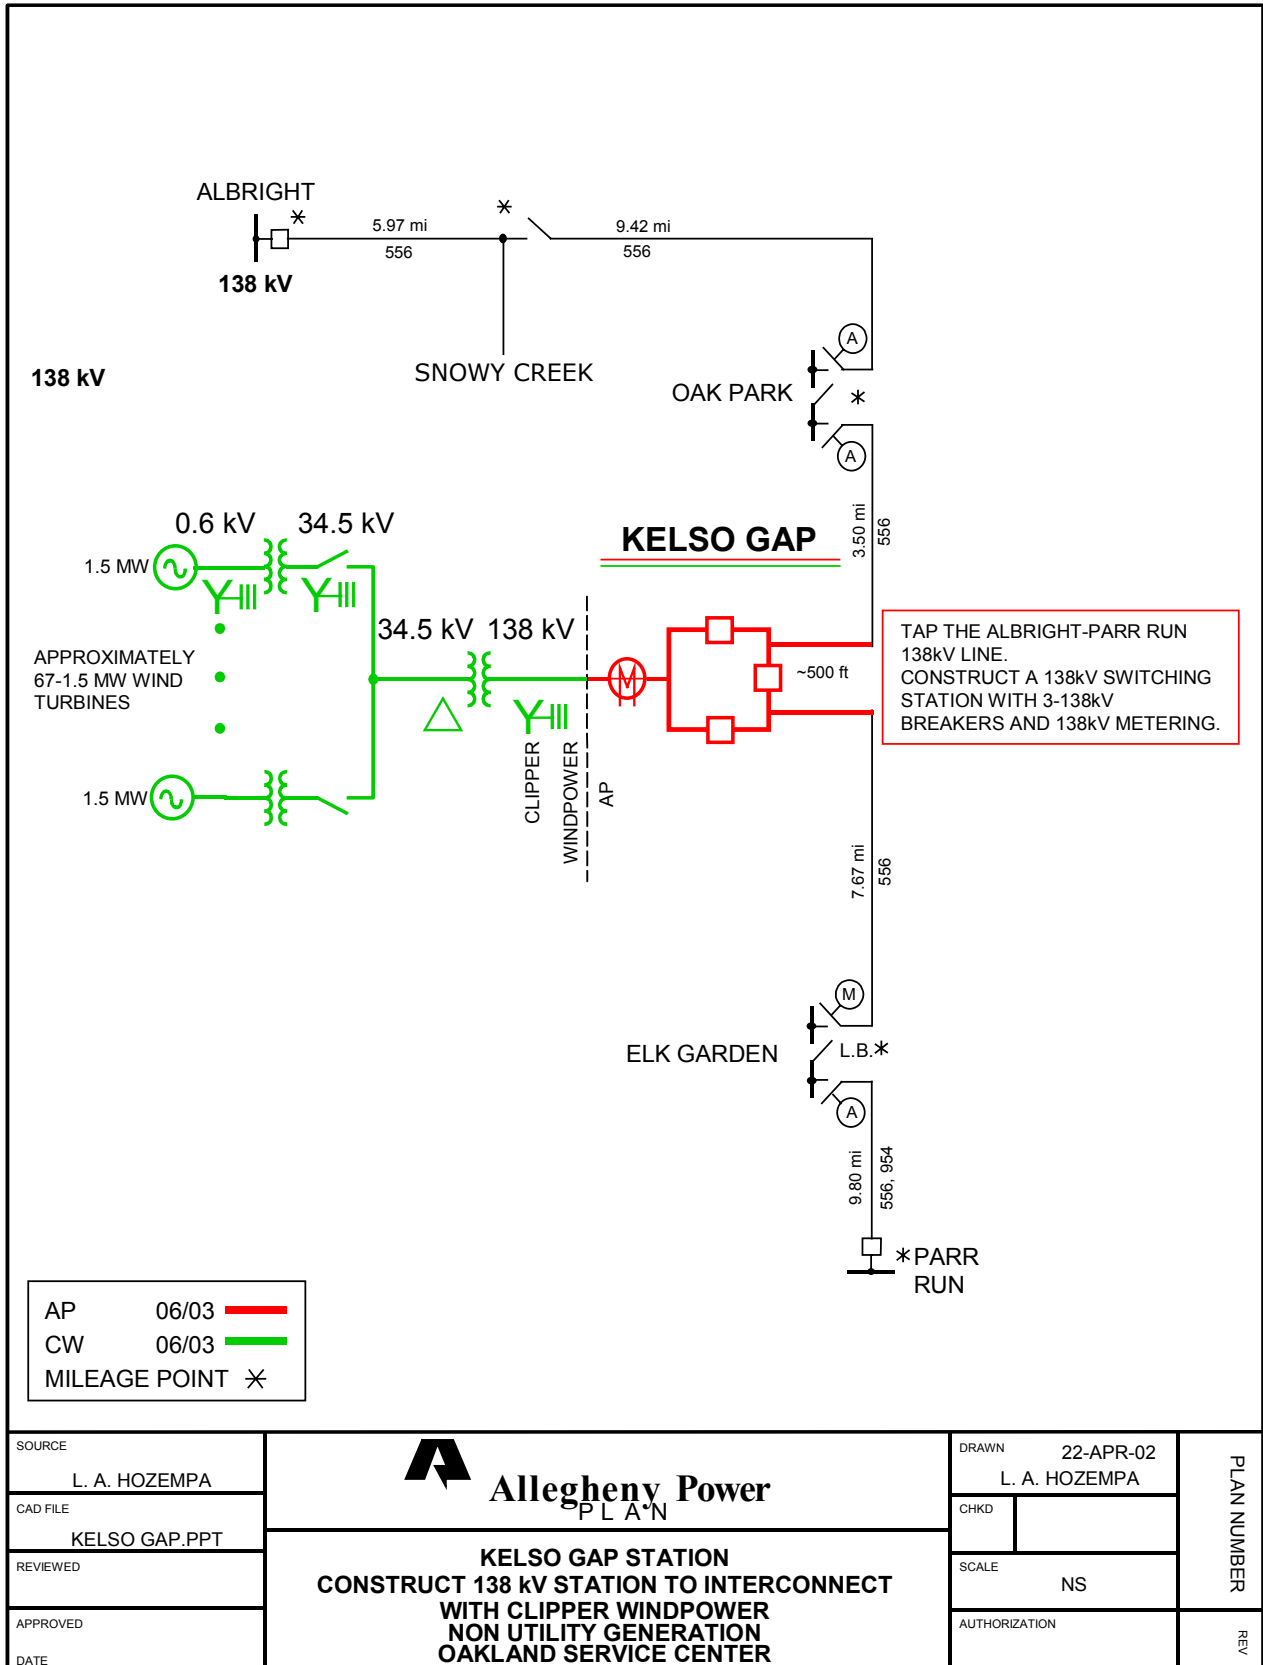 ALBRIGHT
5.97 mi
556
9.42 mi
556
138 kV
SNOWY CREEK
138 kV
A
OAK PARK
A
3.50 mi
556
KELSO GAP
0.6 kV
34.5 kV
1.5 MW
APPROXIMATELY
67-1.5 MW WIND
TURBINES
1.5 MW
34.5 kV
138 kV
CLIPPER
WINDPOWER
AP
M
~500 ft
TAP THE ALBRIGHT-PARR RUN
138kV LINE.
CONSTRUCT A 138kV SWITCHING
STATION WITH 3-138kV
BREAKERS AND 138kV METERING.
7.67 mi
556
M
ELK GARDEN
L.B.
A
9.80 mi
556, 954
PARR
RUN
AP 06/03
CW 06/03
MILEAGE POINT
SOURCE
L. A. HOZEMPA
CAD FILE
KELSO GAP.PPT
REVIEWED
APPROVED
DATE
Allegheny Power
PLAN
KELSO GAP STATION
CONSTRUCT 138 kV STATION TO INTERCONNECT
WITH CLIPPER WINDPOWER
NON UTILITY GENERATION
OAKLAND SERVICE CENTER
DRAWN 22-APR-02
L. A. HOZEMPA
CHKD
SCALE
NS
AUTHORIZATION
PLAN NUMBER
REV